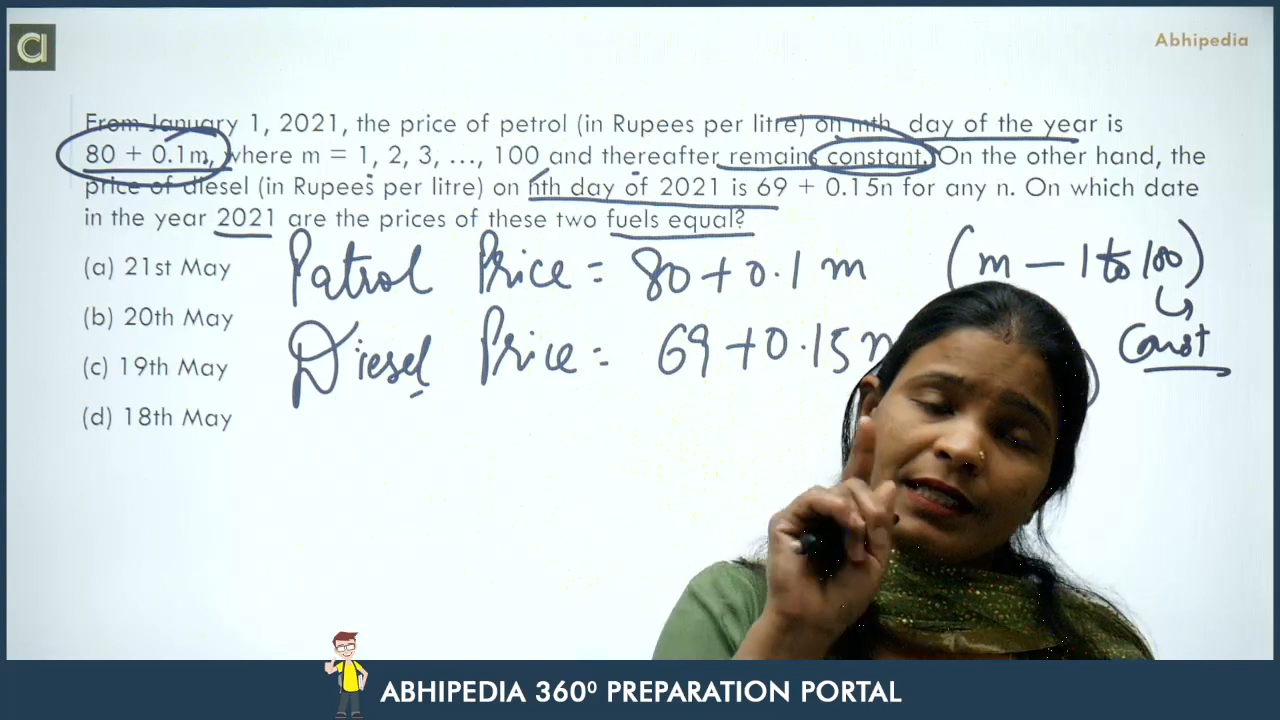 Abhipedia
From January 1, 2021, the price of petrol (in Rupees per litre) on mth day of the year is
80 + 0.1m, where m = 1, 2, 3, ..., 100 and thereafter remains constant. On the other hand, the
price of diesel (in Rupees per litre) on nth day of 2021 is 69 + 0.15n for any n. On which date
in the year 2021 are the prices of these two fuels equal?
(a) 21st May
(b) 20th May
(c) 19th May
(d) 18th May
Patrol Price = 80 + 0.1 m (m – 1 to 100)
Const
Diesel Price = 69 + 0.15 n
ABHIPEDIA 360⁰ PREPARATION PORTAL